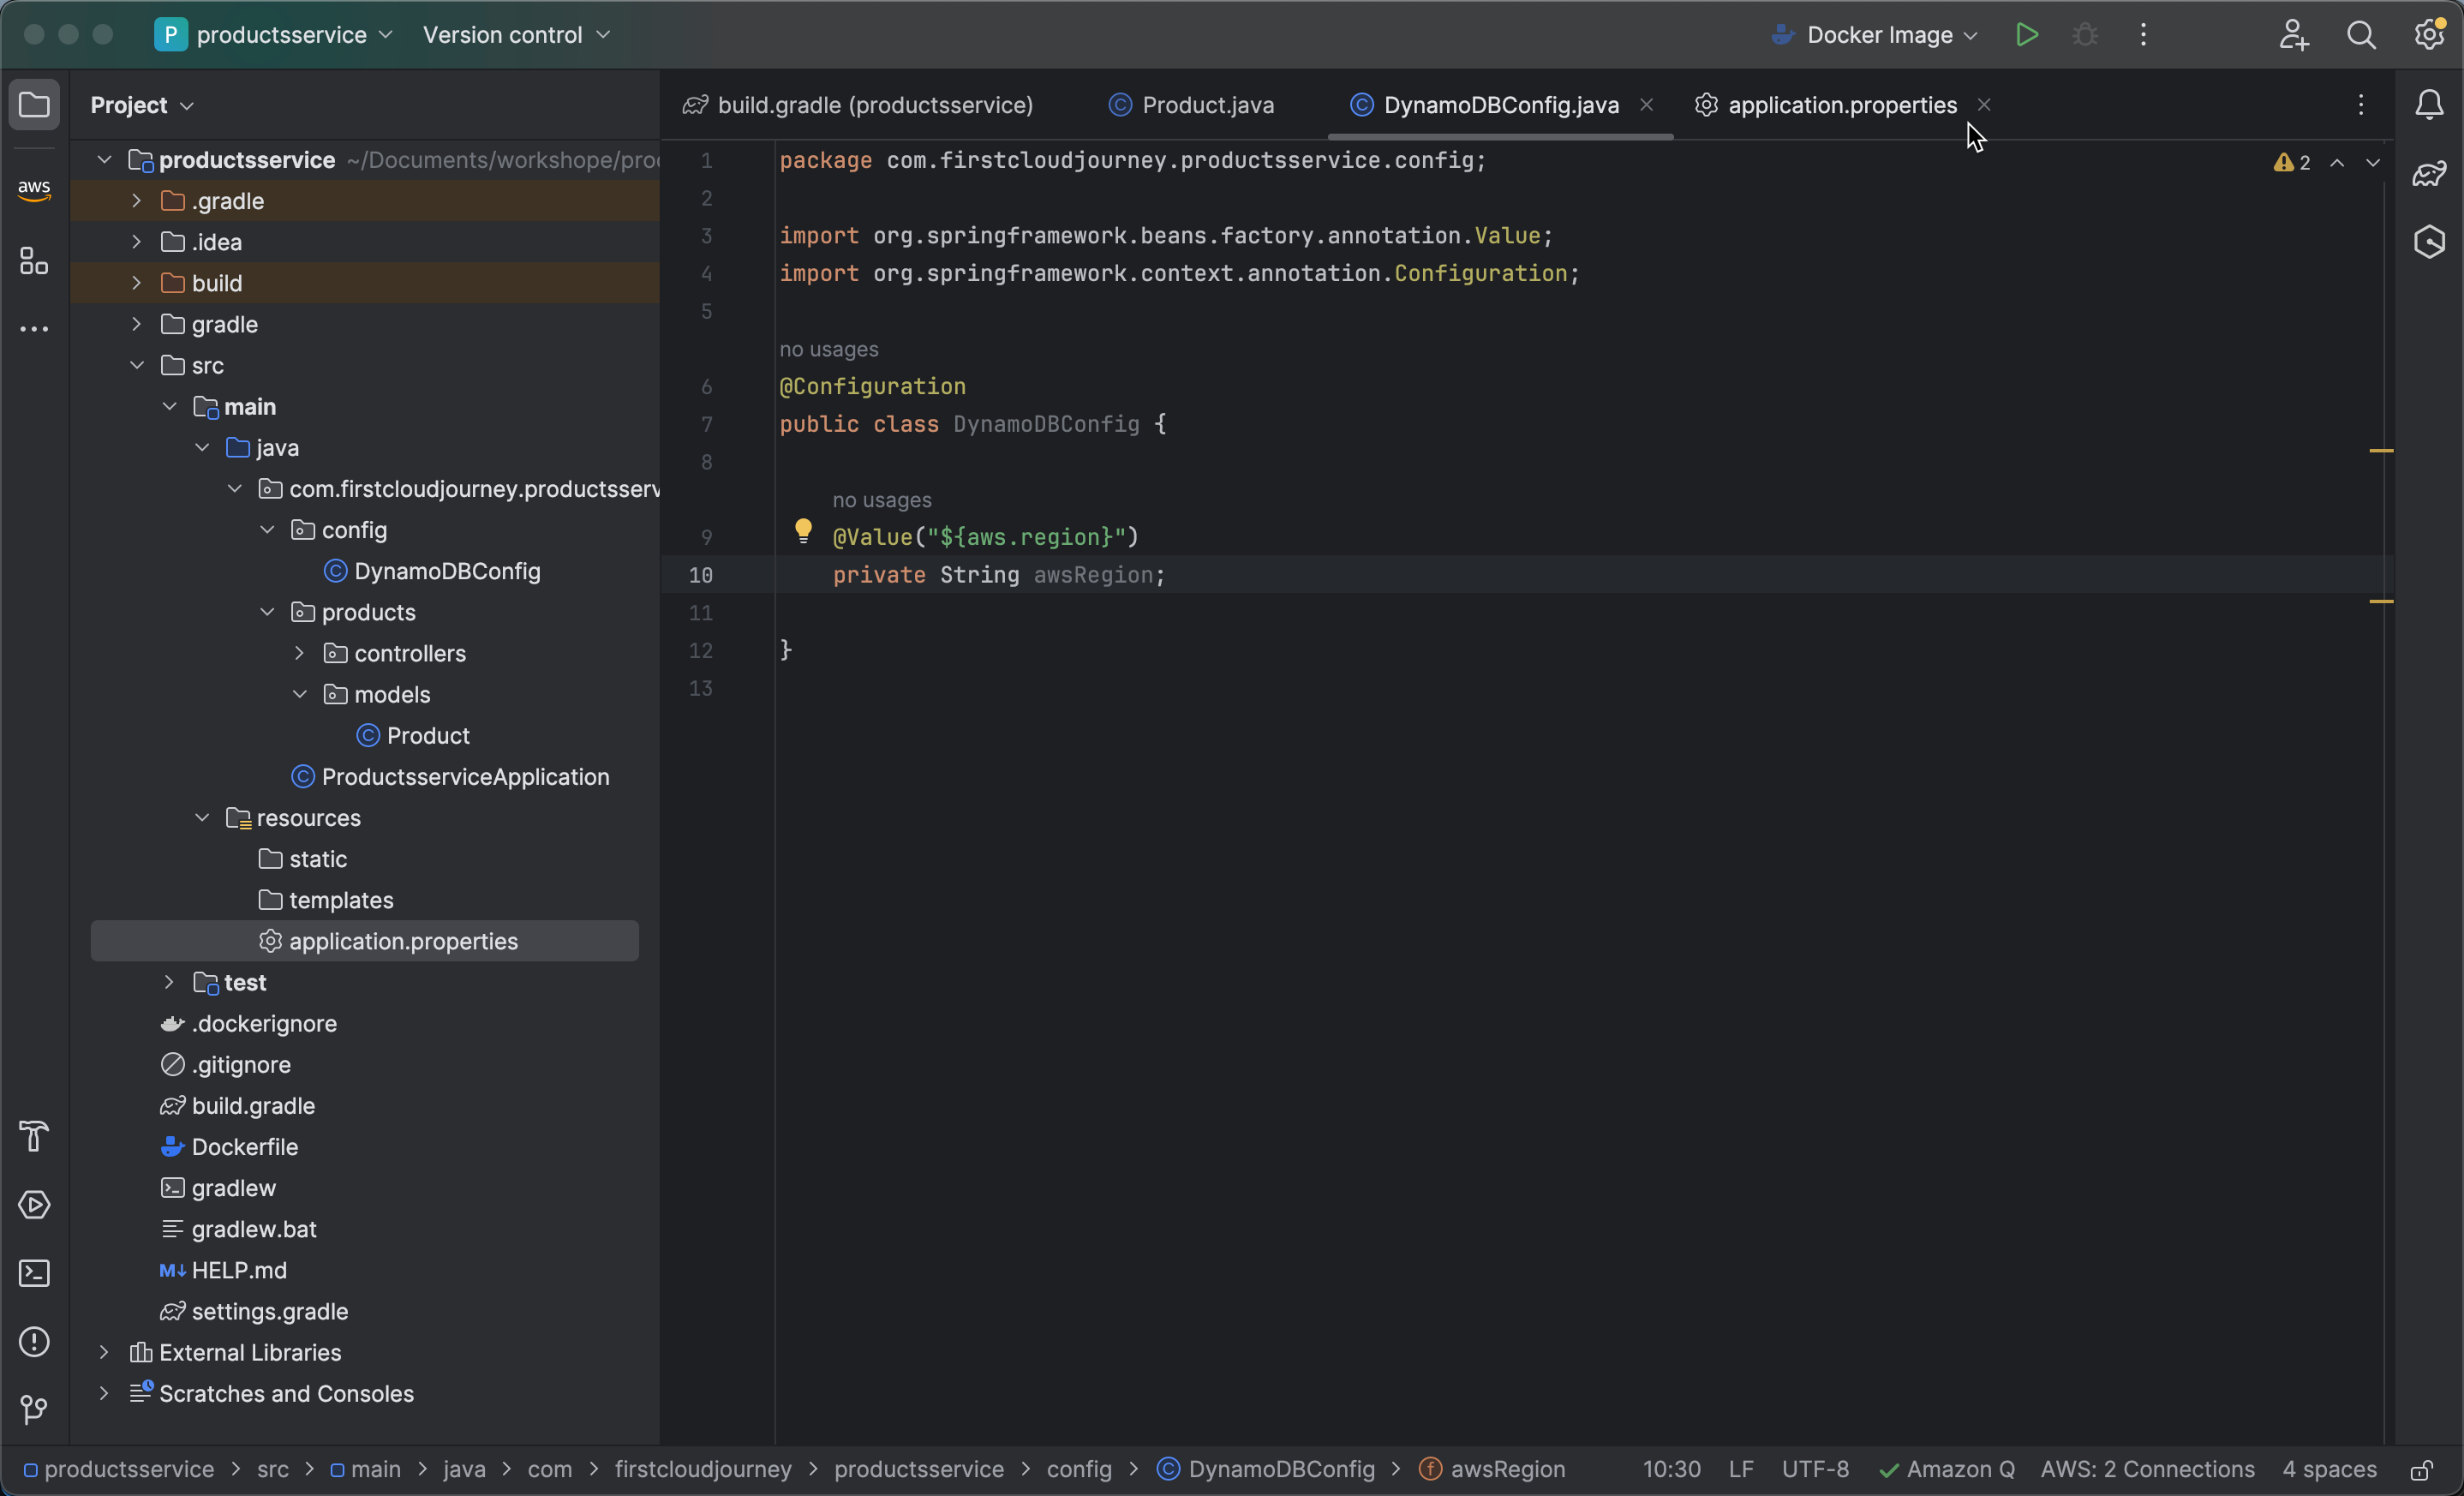 P productsservice Version control Docker Image
Project
build.gradle (productsservice) Product.java DynamoDBConfig.java application.properties
productsservice ~/Documents/workshope/pro
aws
.gradle
.idea
build
gradle
src
main
java
com.firstcloudjourney.productsserv
config
DynamoDBConfig
products
controllers
models
Product
ProductsserviceApplication
resources
static
templates
application.properties
test
.dockerignore
.gitignore
build.gradle
Dockerfile
gradlew
gradlew.bat
M↓ HELP.md
settings.gradle
External Libraries
Scratches and Consoles
1 package com.firstcloudjourney.productsservice.config;
2
3 import org.springframework.beans.factory.annotation.Value;
4 import org.springframework.context.annotation.Configuration;
5
no usages
6 @Configuration
7 public class DynamoDBConfig {
8
no usages
9 @Value("${aws.region}")
10 private String awsRegion;
11
12 }
13
2
productsservice > src > main > java > com > firstcloudjourney > productsservice > config > DynamoDBConfig > awsRegion 10:30 LF UTF-8 Amazon Q AWS: 2 Connections 4 spaces